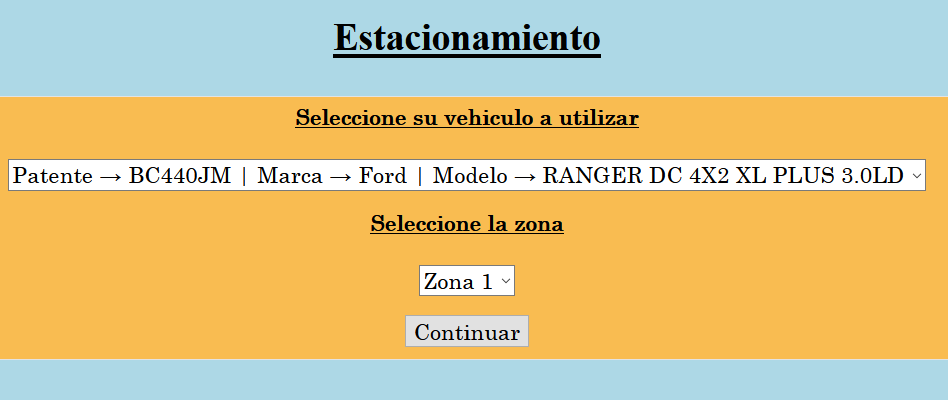 Estacionamiento
Seleccione su vehiculo a utilizar
Patente → BC440JM | Marca → Ford | Modelo → RANGER DC 4X2 XL PLUS 3.0LD
Seleccione la zona
Zona 1
Continuar